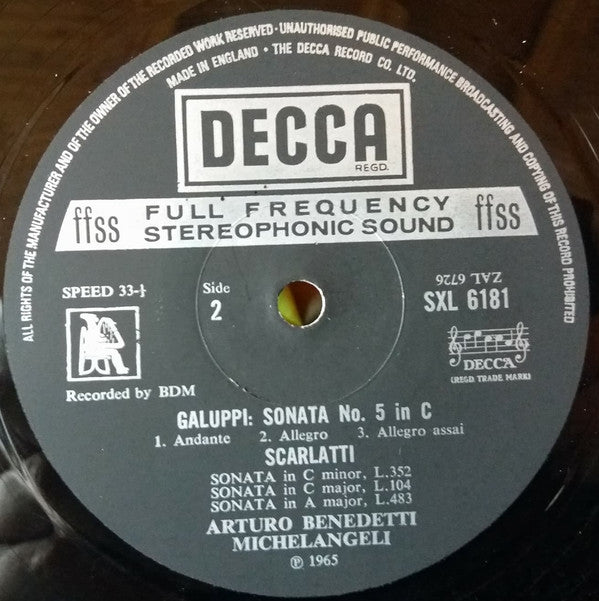 ALL RIGHTS OF THE MANUFACTURER AND OF THE OWNER OF THE RECORDED WORK RESERVED · UNAUTHORISED PUBLIC PERFORMANCE BROADCASTING AND COPYING OF THIS RECORD PROHIBITED
MADE IN ENGLAND · THE DECCA RECORD CO. LTD.
DECCA
REGD.
ffss FULL FREQUENCY STEREOPHONIC SOUND ffss
SPEED 33-⅓
Side
2
ZAL 6726
SXL 6181
Recorded by BDM
DECCA
(REGD. TRADE MARK)
GALUPPI: SONATA No. 5 in C
1. Andante 2. Allegro 3. Allegro assai
SCARLATTI
SONATA in C minor, L.352
SONATA in C major, L.104
SONATA in A major, L.483
ARTURO BENEDETTI
MICHELANGELI
Ⓟ 1965